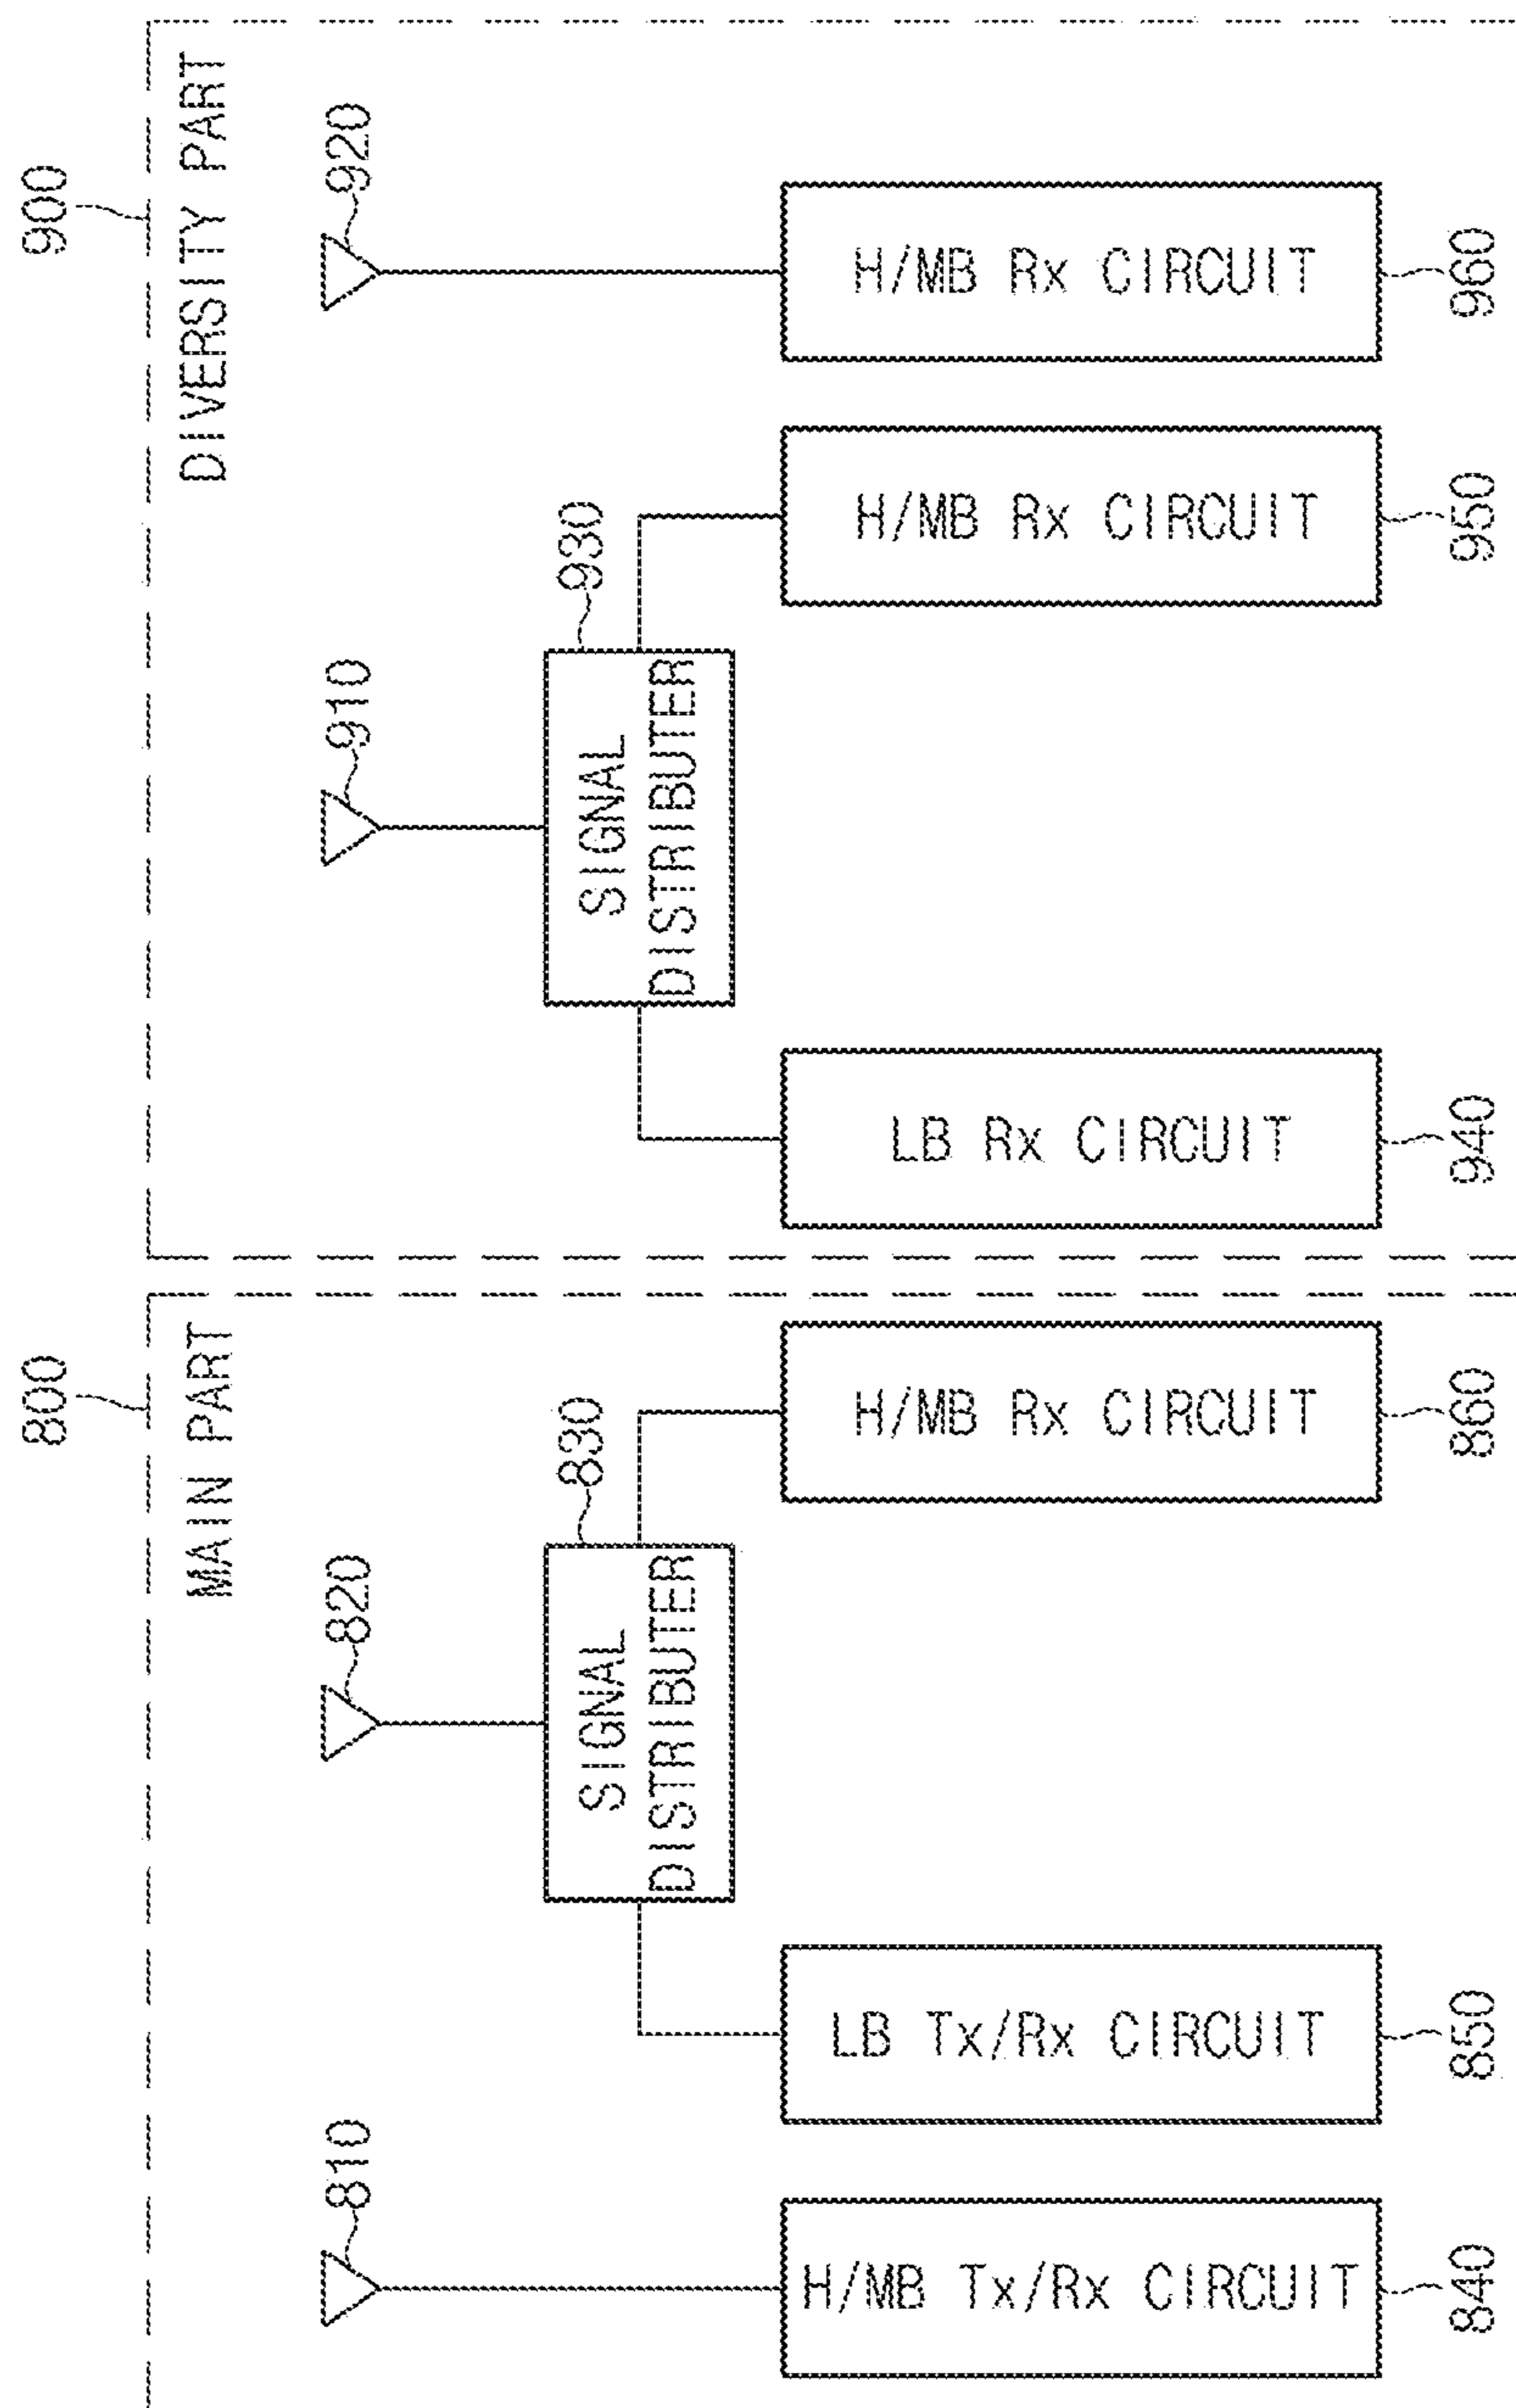 800
MAIN PART
810
820
830
SIGNAL
DISTRIBUTER
H/MB Tx/Rx CIRCUIT
LB Tx/Rx CIRCUIT
H/MB Rx CIRCUIT
840
850
860
900
DIVERSITY PART
910
920
930
SIGNAL
DISTRIBUTER
LB Rx CIRCUIT
H/MB Rx CIRCUIT
H/MB Rx CIRCUIT
940
950
960